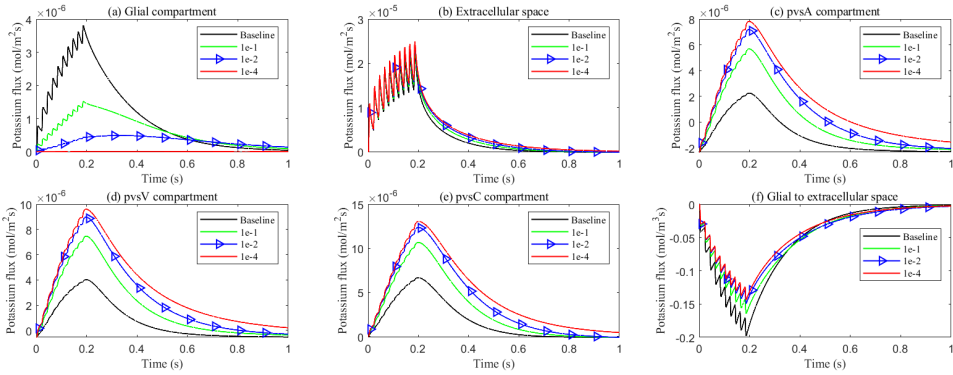 (a) Glial compartment
×10⁻⁶
4
3
2
1
0
Potassium flux (mol/m²s)
Baseline
1e-1
1e-2
1e-4
0 0.2 0.4 0.6 0.8 1
Time (s)
(b) Extracellular space
×10⁻⁵
3
2
1
0
Potassium flux (mol/m²s)
Baseline
1e-1
1e-2
1e-4
0 0.2 0.4 0.6 0.8 1
Time (s)
(c) pvsA compartment
×10⁻⁶
8
6
4
2
0
-2
Potassium flux (mol/m²s)
Baseline
1e-1
1e-2
1e-4
0 0.2 0.4 0.6 0.8 1
Time (s)
(d) pvsV compartment
×10⁻⁶
10
8
6
4
2
0
Potassium flux (mol/m²s)
Baseline
1e-1
1e-2
1e-4
0 0.2 0.4 0.6 0.8 1
Time (s)
(e) pvsC compartment
×10⁻⁶
15
10
5
0
Potassium flux (mol/m²s)
Baseline
1e-1
1e-2
1e-4
0 0.2 0.4 0.6 0.8 1
Time (s)
(f) Glial to extracellular space
0
-0.05
-0.1
-0.15
-0.2
Potassium flux (mol/m³s)
Baseline
1e-1
1e-2
1e-4
0 0.2 0.4 0.6 0.8 1
Time (s)